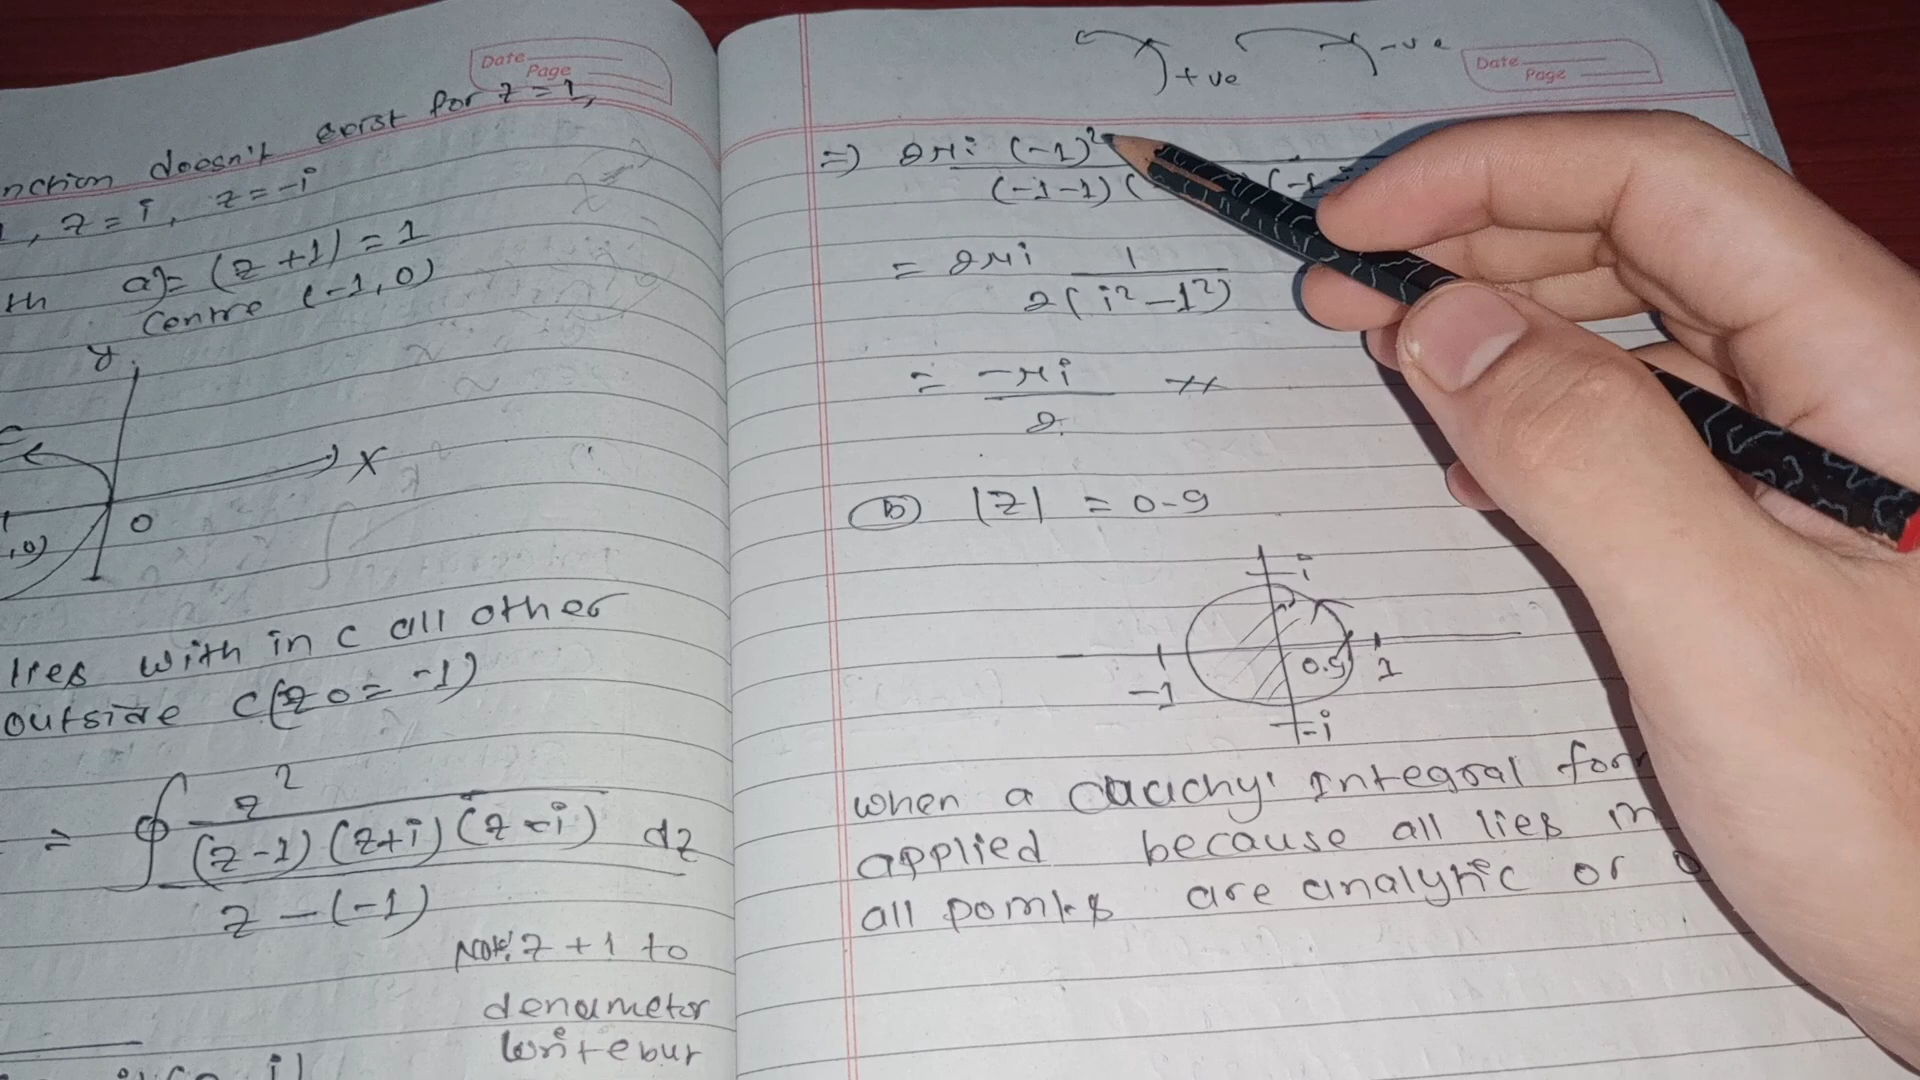 Date
Page
exist for z = 1,
nction doesn't
, z = i, z = -i
th a) = (z + 1) = 1
Centre (-1, 0)
y
X
O
, 0)
lies with in c all other
outside c (z0 = -1)
= ∮ z² / (z-1) (z+i) (z-i) dz
z - (-1)
Note: z + 1 to
denametor
write but
+ve -ve
Date
Page
=) 2πi (-1)²
(-1-1) (
= 2πi 1
2(i² - 1²)
= -πi
2
(b) |z| = 0.9
i
-1 0.9 1
-i
when a cauchy' Integral for
applied because all lies in
all points are analytic or